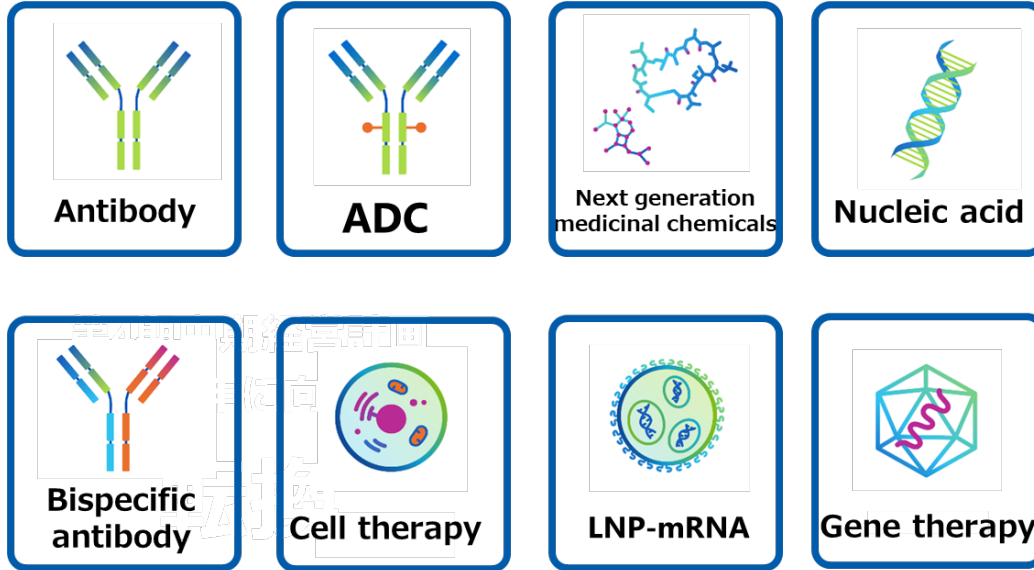 Antibody
ADC
Next generation
medicinal chemicals
Nucleic acid
Bispecific
antibody
Cell therapy
LNP-mRNA
Gene therapy